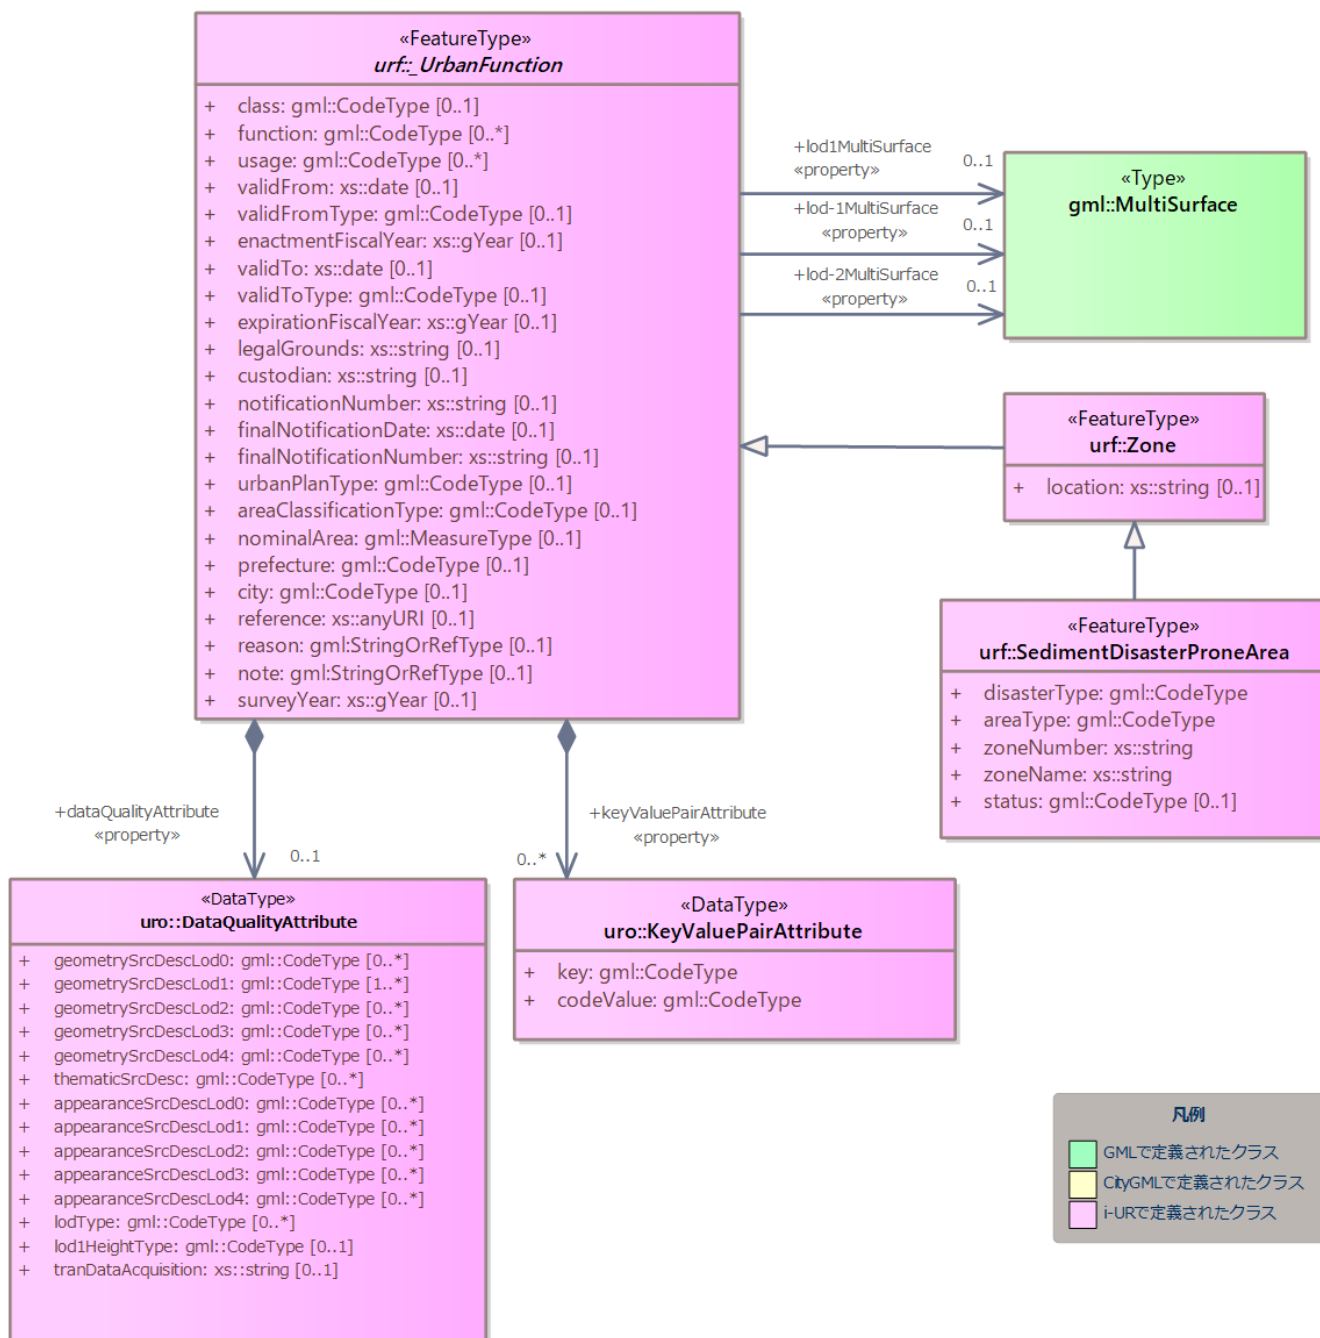 «FeatureType»
urf::_UrbanFunction
+ class: gml::CodeType [0..1]
+ function: gml::CodeType [0..*]
+ usage: gml::CodeType [0..*]
+ validFrom: xs::date [0..1]
+ validFromType: gml::CodeType [0..1]
+ enactmentFiscalYear: xs::gYear [0..1]
+ validTo: xs::date [0..1]
+ validToType: gml::CodeType [0..1]
+ expirationFiscalYear: xs::gYear [0..1]
+ legalGrounds: xs::string [0..1]
+ custodian: xs::string [0..1]
+ notificationNumber: xs::string [0..1]
+ finalNotificationDate: xs::date [0..1]
+ finalNotificationNumber: xs::string [0..1]
+ urbanPlanType: gml::CodeType [0..1]
+ areaClassificationType: gml::CodeType [0..1]
+ nominalArea: gml::MeasureType [0..1]
+ prefecture: gml::CodeType [0..1]
+ city: gml::CodeType [0..1]
+ reference: xs::anyURI [0..1]
+ reason: gml:StringOrRefType [0..1]
+ note: gml:StringOrRefType [0..1]
+ surveyYear: xs::gYear [0..1]
+lod1MultiSurface
«property»
0..1
+lod-1MultiSurface
«property»
0..1
+lod-2MultiSurface
«property»
0..1
«Type»
gml::MultiSurface
«FeatureType»
urf::Zone
+ location: xs::string [0..1]
«FeatureType»
urf::SedimentDisasterProneArea
+ disasterType: gml::CodeType
+ areaType: gml::CodeType
+ zoneNumber: xs::string
+ zoneName: xs::string
+ status: gml::CodeType [0..1]
+dataQualityAttribute
«property»
0..1
+keyValuePairAttribute
«property»
0..*
«DataType»
uro::DataQualityAttribute
+ geometrySrcDescLod0: gml::CodeType [0..*]
+ geometrySrcDescLod1: gml::CodeType [1..*]
+ geometrySrcDescLod2: gml::CodeType [0..*]
+ geometrySrcDescLod3: gml::CodeType [0..*]
+ geometrySrcDescLod4: gml::CodeType [0..*]
+ thematicSrcDesc: gml::CodeType [0..*]
+ appearanceSrcDescLod0: gml::CodeType [0..*]
+ appearanceSrcDescLod1: gml::CodeType [0..*]
+ appearanceSrcDescLod2: gml::CodeType [0..*]
+ appearanceSrcDescLod3: gml::CodeType [0..*]
+ appearanceSrcDescLod4: gml::CodeType [0..*]
+ lodType: gml::CodeType [0..*]
+ lod1HeightType: gml::CodeType [0..1]
+ tranDataAcquisition: xs::string [0..1]
«DataType»
uro::KeyValuePairAttribute
+ key: gml::CodeType
+ codeValue: gml::CodeType
凡例
GMLで定義されたクラス
CityGMLで定義されたクラス
i-URで定義されたクラス